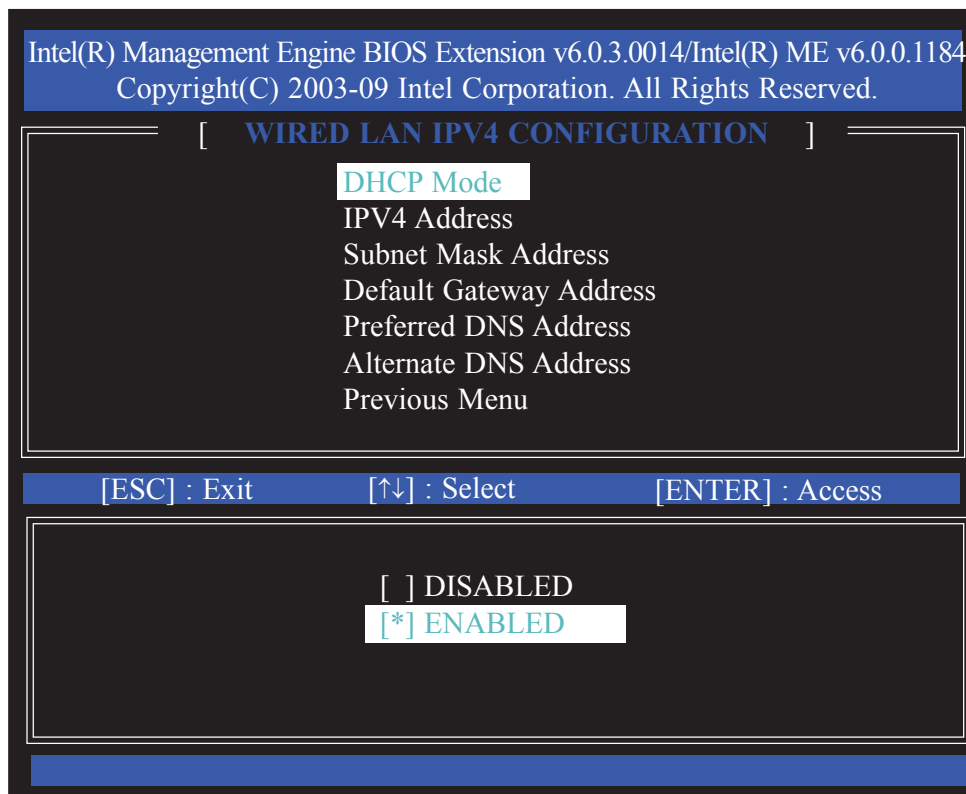 Intel(R) Management Engine BIOS Extension v6.0.3.0014/Intel(R) ME v6.0.0.1184
Copyright(C) 2003-09 Intel Corporation. All Rights Reserved.
[ WIRED LAN IPV4 CONFIGURATION ]
DHCP Mode
IPV4 Address
Subnet Mask Address
Default Gateway Address
Preferred DNS Address
Alternate DNS Address
Previous Menu
[ESC] : Exit [↑↓] : Select [ENTER] : Access
[ ] DISABLED
[*] ENABLED